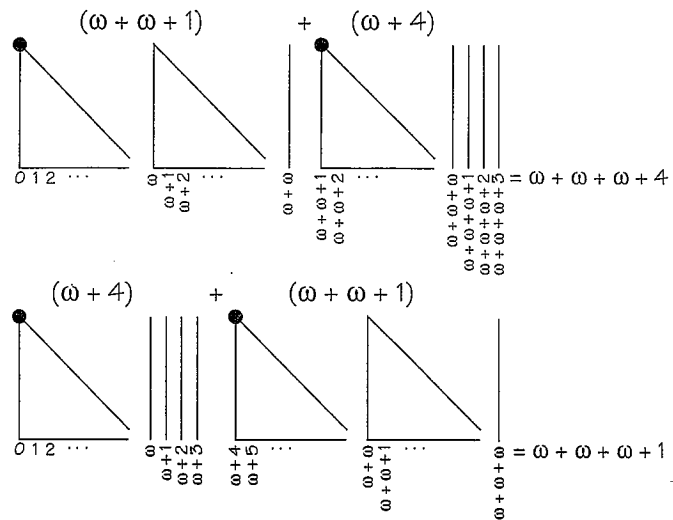 (ω + ω + 1) + (ω + 4)
0 1 2 ··· ω ω+1 ω+2 ··· ω+ω ω+ω+1 ω+ω+2 ··· ω+ω+ω ω+ω+ω+1 ω+ω+ω+2 ω+ω+ω+3 = ω + ω + ω + 4
(ω + 4) + (ω + ω + 1)
0 1 2 ··· ω ω+1 ω+2 ω+3 ω+4 ω+5 ··· ω+ω ω+ω+1 ··· ω+ω+ω = ω + ω + ω + 1